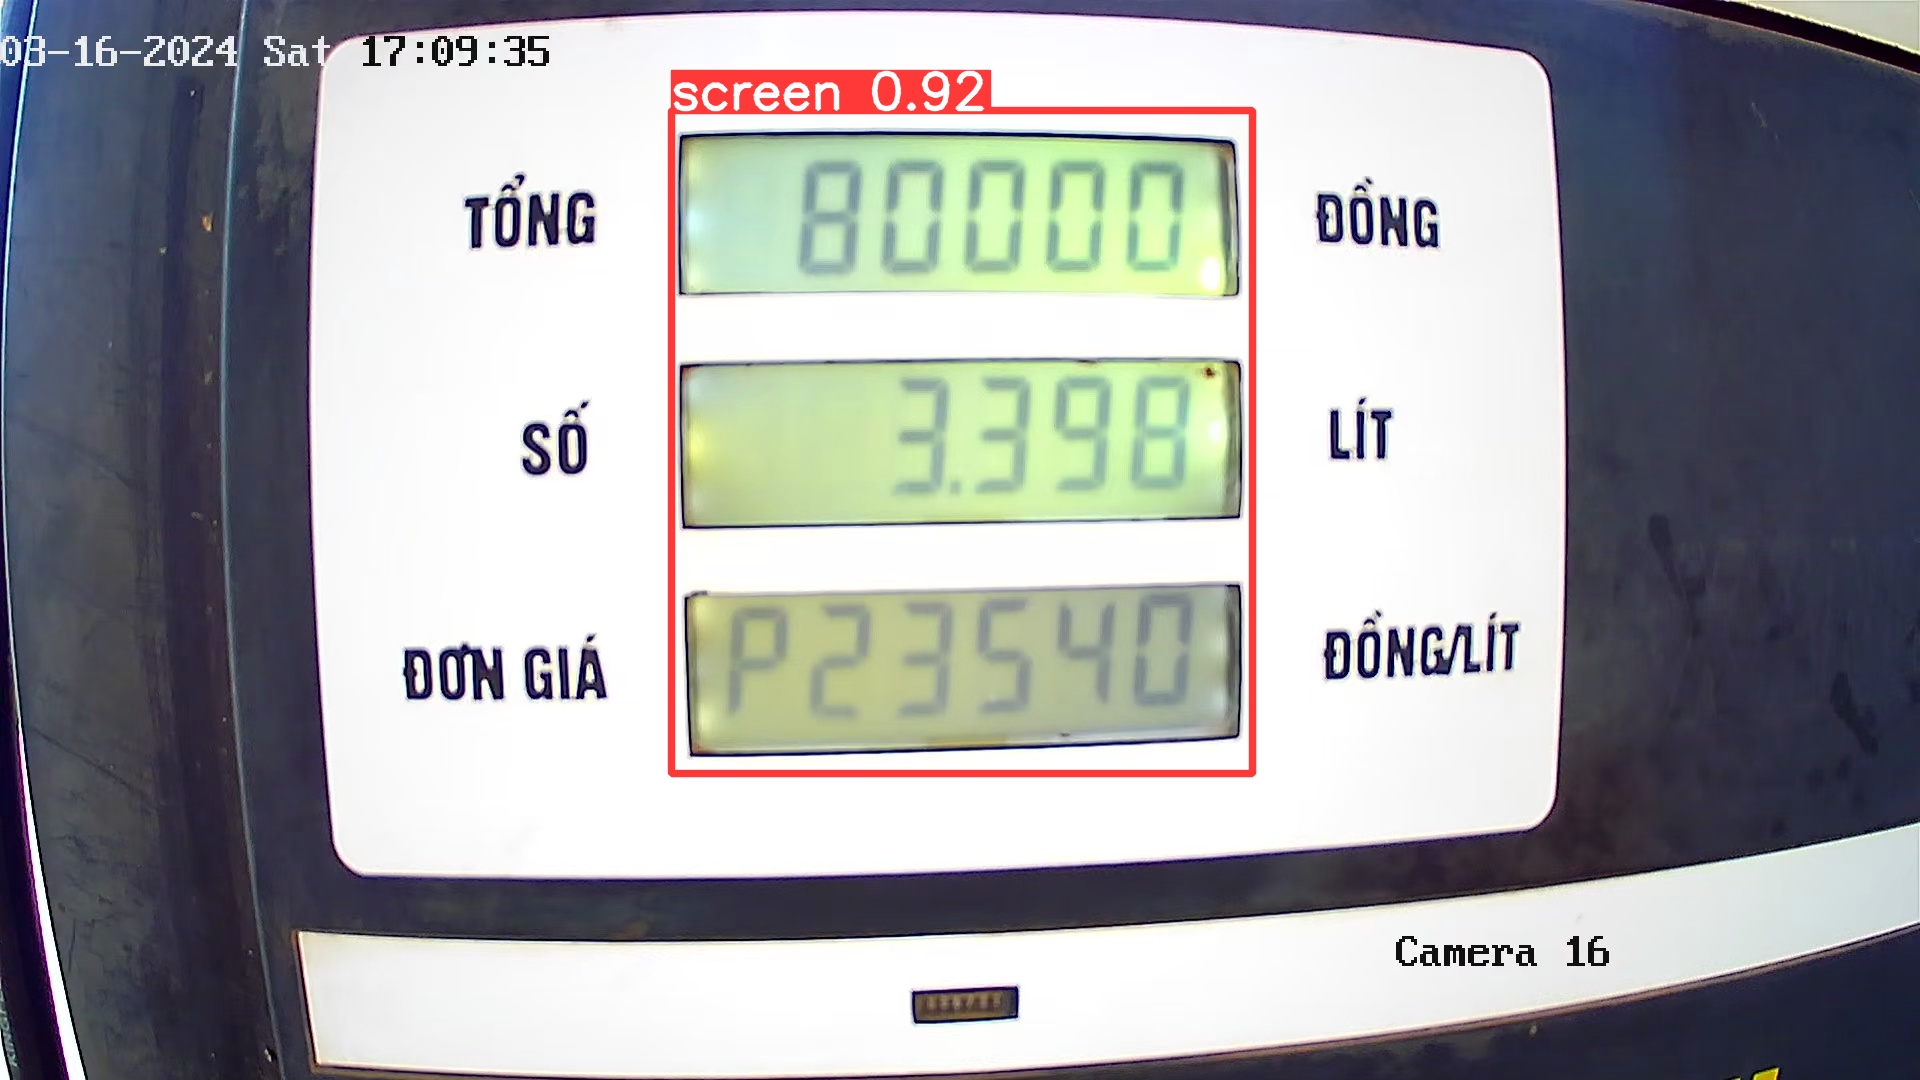 03-16-2024 Sat 17:09:35
screen 0.92
TỔNG 80000 ĐỒNG
SỐ 3.398 LÍT
ĐƠN GIÁ P23540 ĐỒNG/LÍT
Camera 16